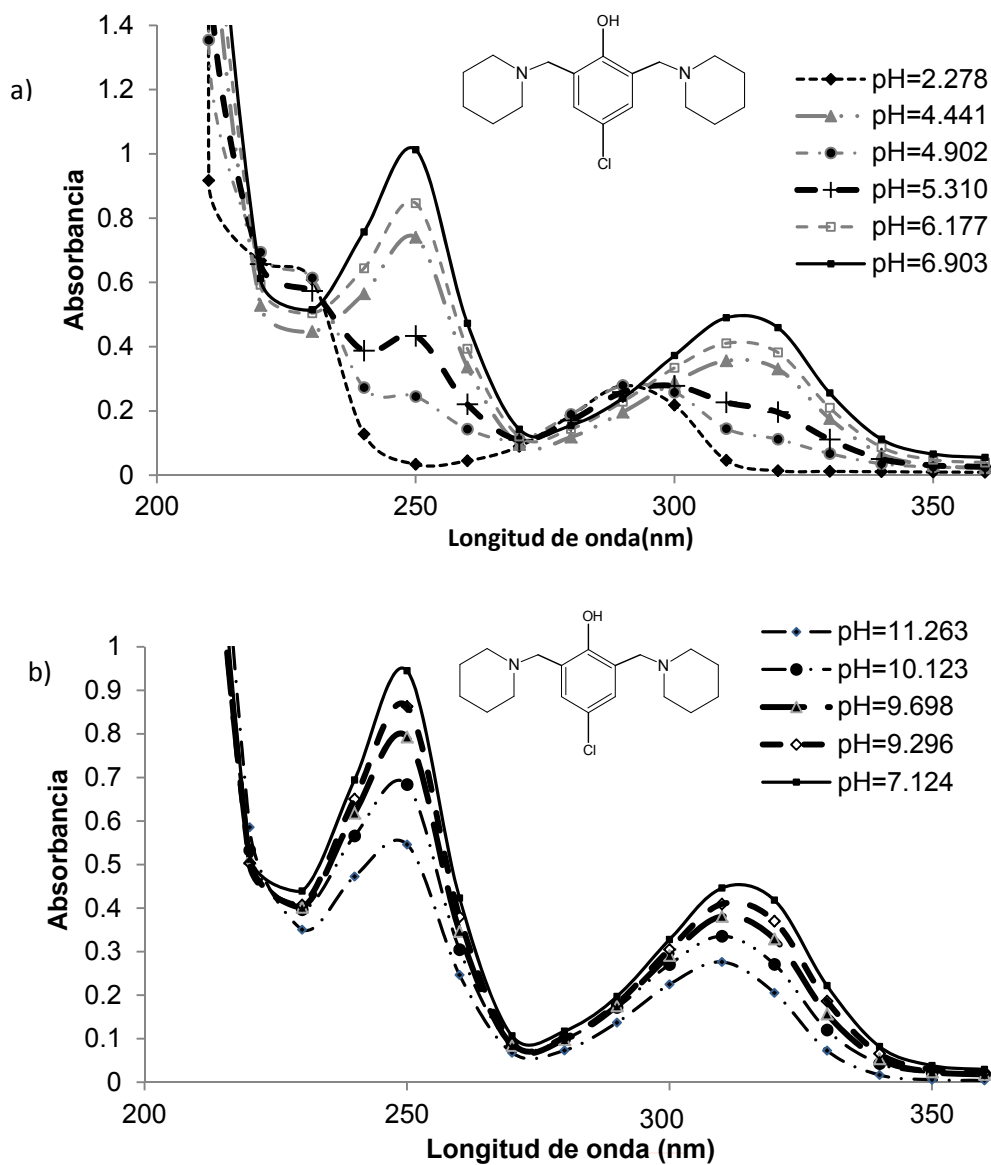 a)
Absorbancia
1.4
1.2
1
0.8
0.6
0.4
0.2
0
200
250
300
350
Longitud de onda(nm)
OH
N
N
Cl
pH=2.278
pH=4.441
pH=4.902
pH=5.310
pH=6.177
pH=6.903
b)
Absorbancia
1
0.9
0.8
0.7
0.6
0.5
0.4
0.3
0.2
0.1
0
200
250
300
350
Longitud de onda (nm)
OH
N
N
Cl
pH=11.263
pH=10.123
pH=9.698
pH=9.296
pH=7.124